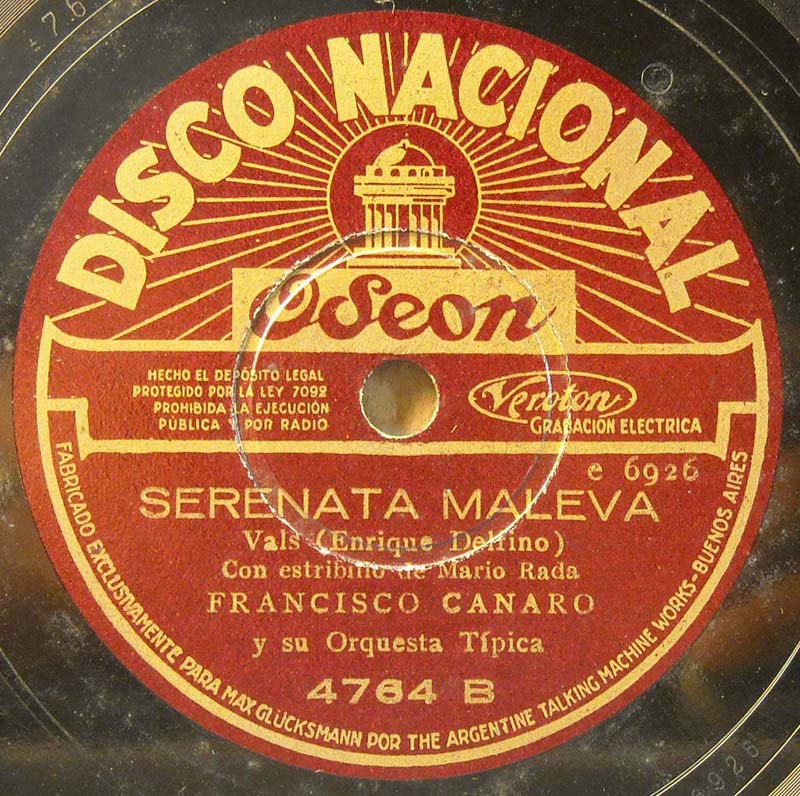 DISCO NACIONAL
Odeon
HECHO EL DEPÓSITO LEGAL
PROTEGIDO POR LA LEY 7092
PROHIBIDA LA EJECUCIÓN
PÚBLICA Y POR RADIO
Veroton
GRABACIÓN ELECTRICA
e 6926
SERENATA MALEVA
Vals (Enrique Delfino)
Con estribillo de Mario Rada
FRANCISCO CANARO
y su Orquesta Típica
4764 B
FABRICADO EXCLUSIVAMENTE PARA MAX GLÜCKSMANN POR THE ARGENTINE TALKING MACHINE WORKS-BUENOS AIRES